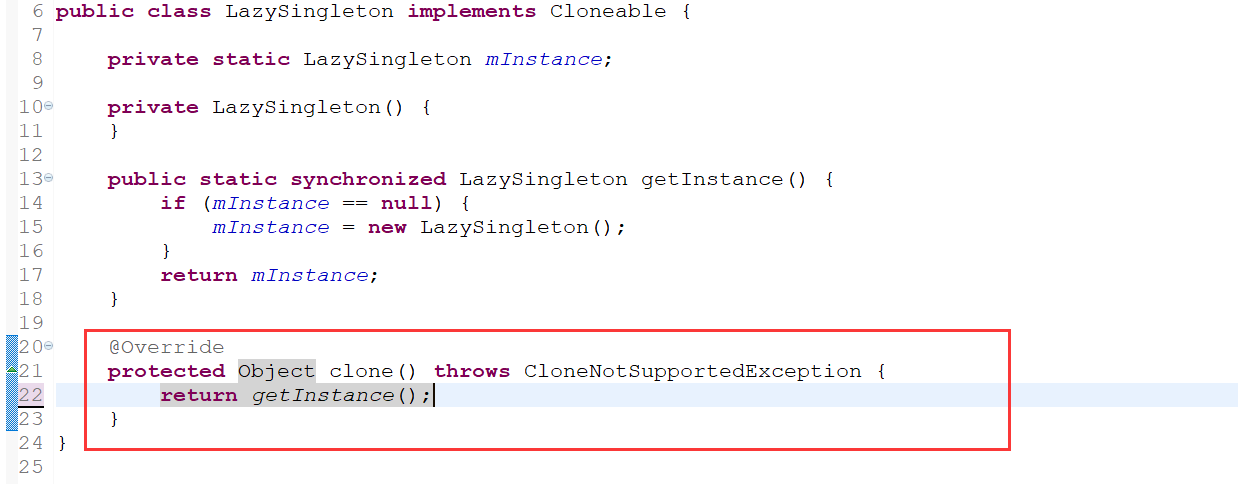 6 public class LazySingleton implements Cloneable {
7
8     private static LazySingleton mInstance;
9
10     private LazySingleton() {
11     }
12
13     public static synchronized LazySingleton getInstance() {
14         if (mInstance == null) {
15             mInstance = new LazySingleton();
16         }
17         return mInstance;
18     }
19
20     @Override
21     protected Object clone() throws CloneNotSupportedException {
22         return getInstance();
23     }
24 }
25